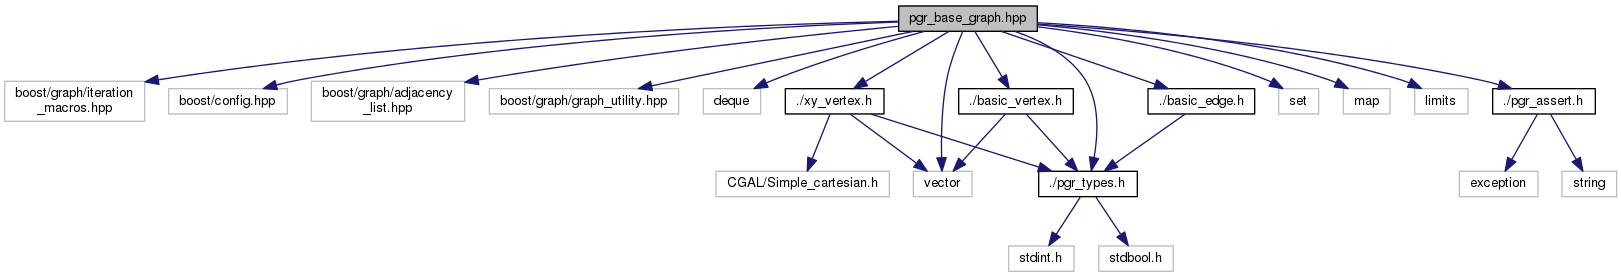 pgr_base_graph.hpp
boost/graph/iteration
_macros.hpp
boost/config.hpp
boost/graph/adjacency
_list.hpp
boost/graph/graph_utility.hpp
deque
./xy_vertex.h
./basic_vertex.h
./basic_edge.h
set
map
limits
./pgr_assert.h
CGAL/Simple_cartesian.h
vector
./pgr_types.h
exception
string
stdint.h
stdbool.h